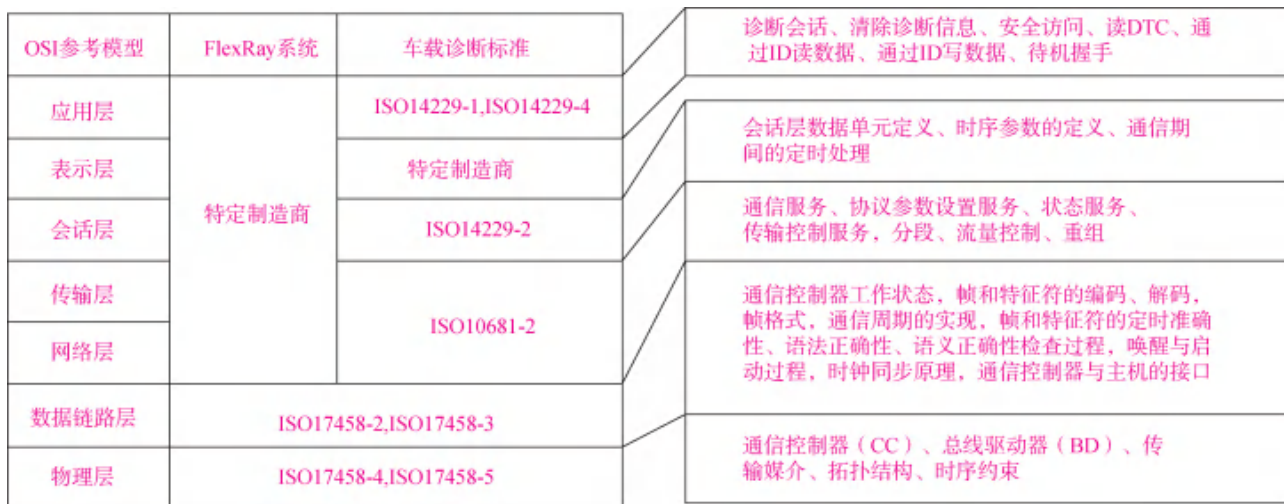 OSI参考模型
FlexRay系统
车载诊断标准
诊断会话、清除诊断信息、安全访问、读DTC、通
过ID读数据、通过ID写数据、待机握手
应用层
ISO14229-1,ISO14229-4
表示层
特定制造商
特定制造商
会话层数据单元定义、时序参数的定义、通信期
间的定时处理
会话层
ISO14229-2
通信服务、协议参数设置服务、状态服务、
传输控制服务，分段、流量控制、重组
传输层
网络层
ISO10681-2
通信控制器工作状态，帧和特征符的编码、解码，
帧格式，通信周期的实现，帧和特征符的定时准确
性、语法正确性、语义正确性检查过程，唤醒与启
动过程，时钟同步原理，通信控制器与主机的接口
数据链路层
ISO17458-2,ISO17458-3
物理层
ISO17458-4,ISO17458-5
通信控制器（CC）、总线驱动器（BD）、传
输媒介、拓扑结构、时序约束